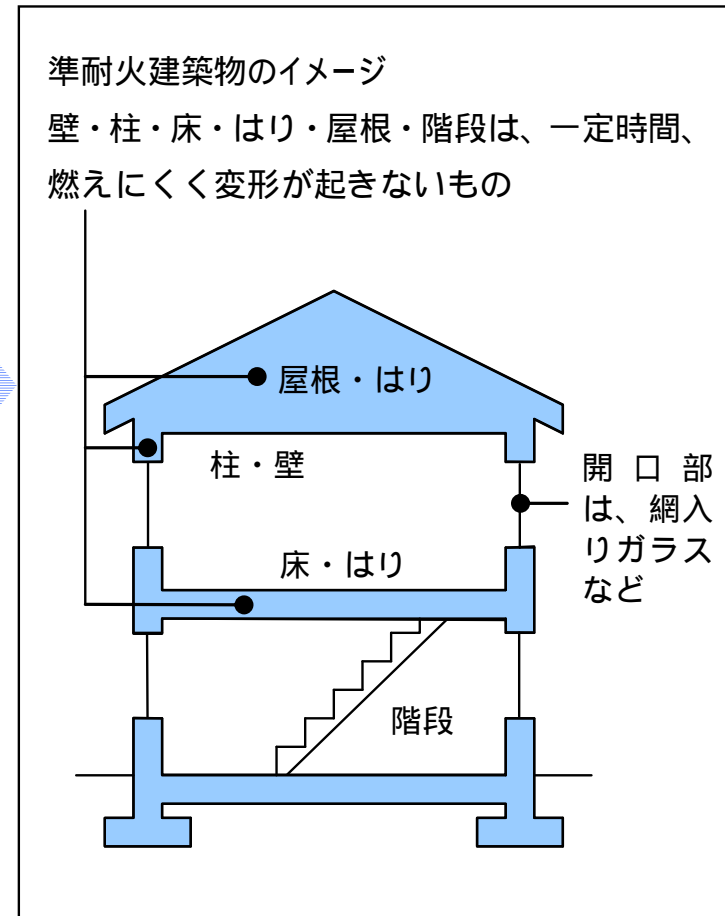 準耐火建築物のイメージ
壁・柱・床・はり・屋根・階段は、一定時間、
燃えにくく変形が起きないもの
屋根・はり
柱・壁
開口部
は、網入
りガラス
など
床・はり
階段